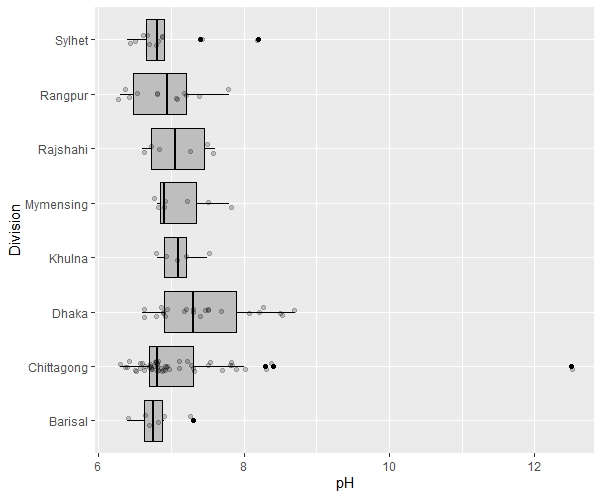 Sylhet
Rangpur
Rajshahi
Mymensing
Khulna
Dhaka
Chittagong
Barisal
Division
6 8 10 12
pH